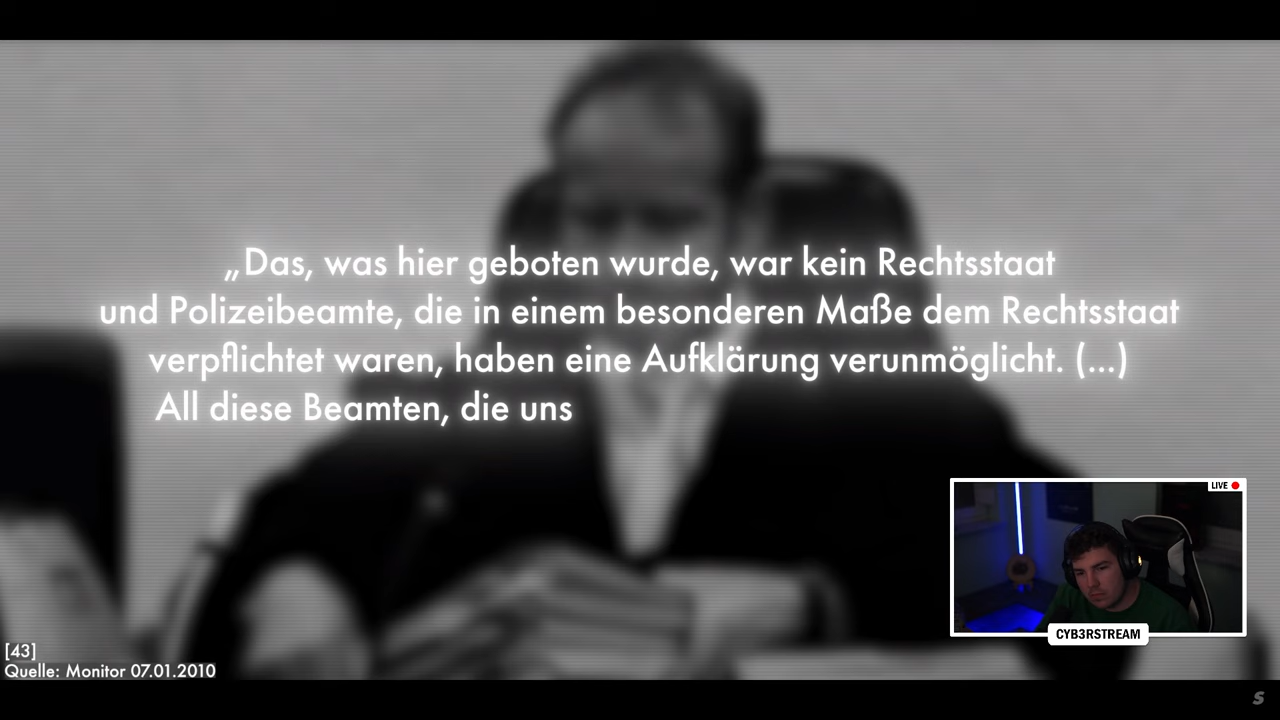 „Das, was hier geboten wurde, war kein Rechtsstaat
und Polizeibeamte, die in einem besonderen Maße dem Rechtsstaat
verpflichtet waren, haben eine Aufklärung verunmöglicht. (...)
All diese Beamten, die uns
LIVE
CYB3RSTREAM
[43]
Quelle: Monitor 07.01.2010
S